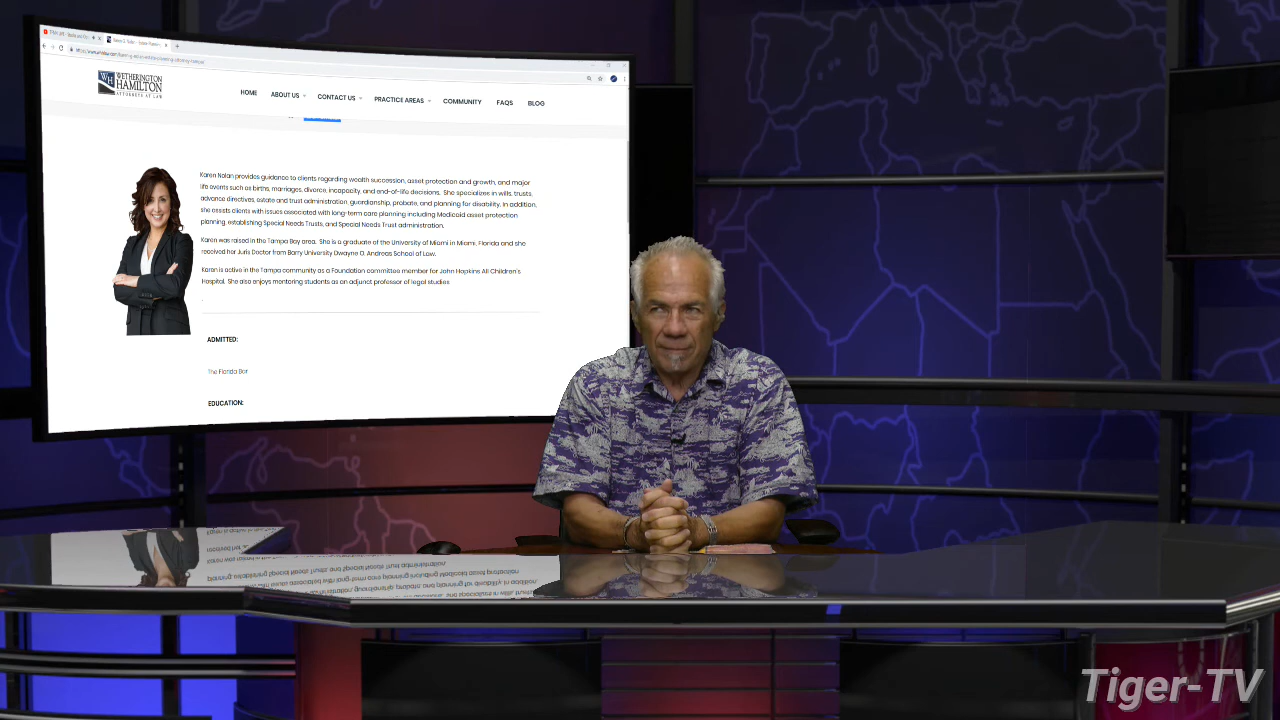 WETHERINGTON
HAMILTON
ATTORNEYS AT LAW
HOME ABOUT US CONTACT US PRACTICE AREAS COMMUNITY FAQS BLOG
Karen Nolan provides guidance to clients regarding wealth succession, asset protection and growth, and major
life events such as births, marriages, divorce, incapacity, and end-of-life decisions. She specializes in wills, trusts,
advance directives, estate and trust administration, guardianship, probate, and planning for disability. In addition,
she assists clients with issues associated with long-term care planning including Medicaid asset protection
planning, establishing Special Needs Trusts, and Special Needs Trust administration.
Karen was raised in the Tampa Bay area. She is a graduate of the University of Miami in Miami, Florida and she
received her Juris Doctor from Barry University Dwayne O. Andreas School of Law.
Karen is active in the Tampa community as a Foundation committee member for John Hopkins All Children's
Hospital. She also enjoys mentoring students as an adjunct professor of legal studies
ADMITTED:
The Florida Bar
EDUCATION:
Tiger-TV